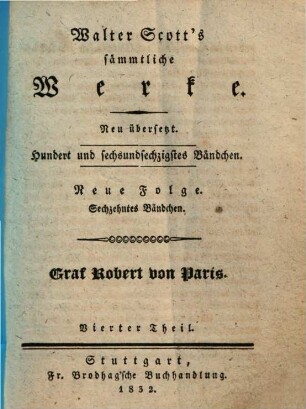 Walter Scott's
sämmtliche
Werke.
Neu übersetzt.
Hundert und sechsundsechzigstes Bändchen.
Neue Folge.
Sechzehntes Bändchen.
Graf Robert von Paris.
Vierter Theil.
Stuttgart,
Fr. Brodhag'sche Buchhandlung.
1832.